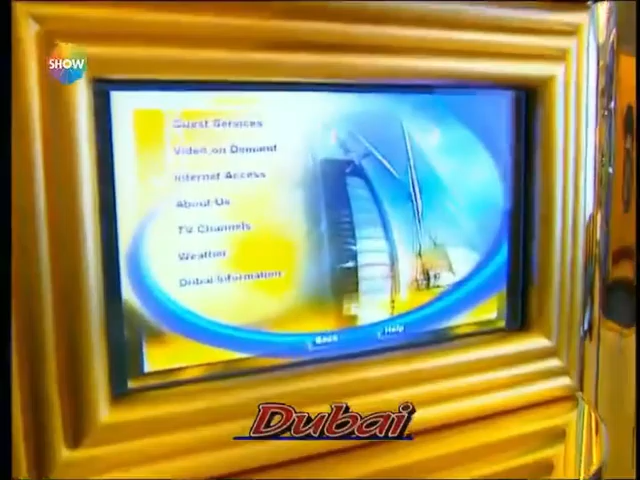 SHOW
Guest Services
Video on Demand
Internet Access
About Us
TV Channels
Weather
Dubai Information
Back
Help
Dubai